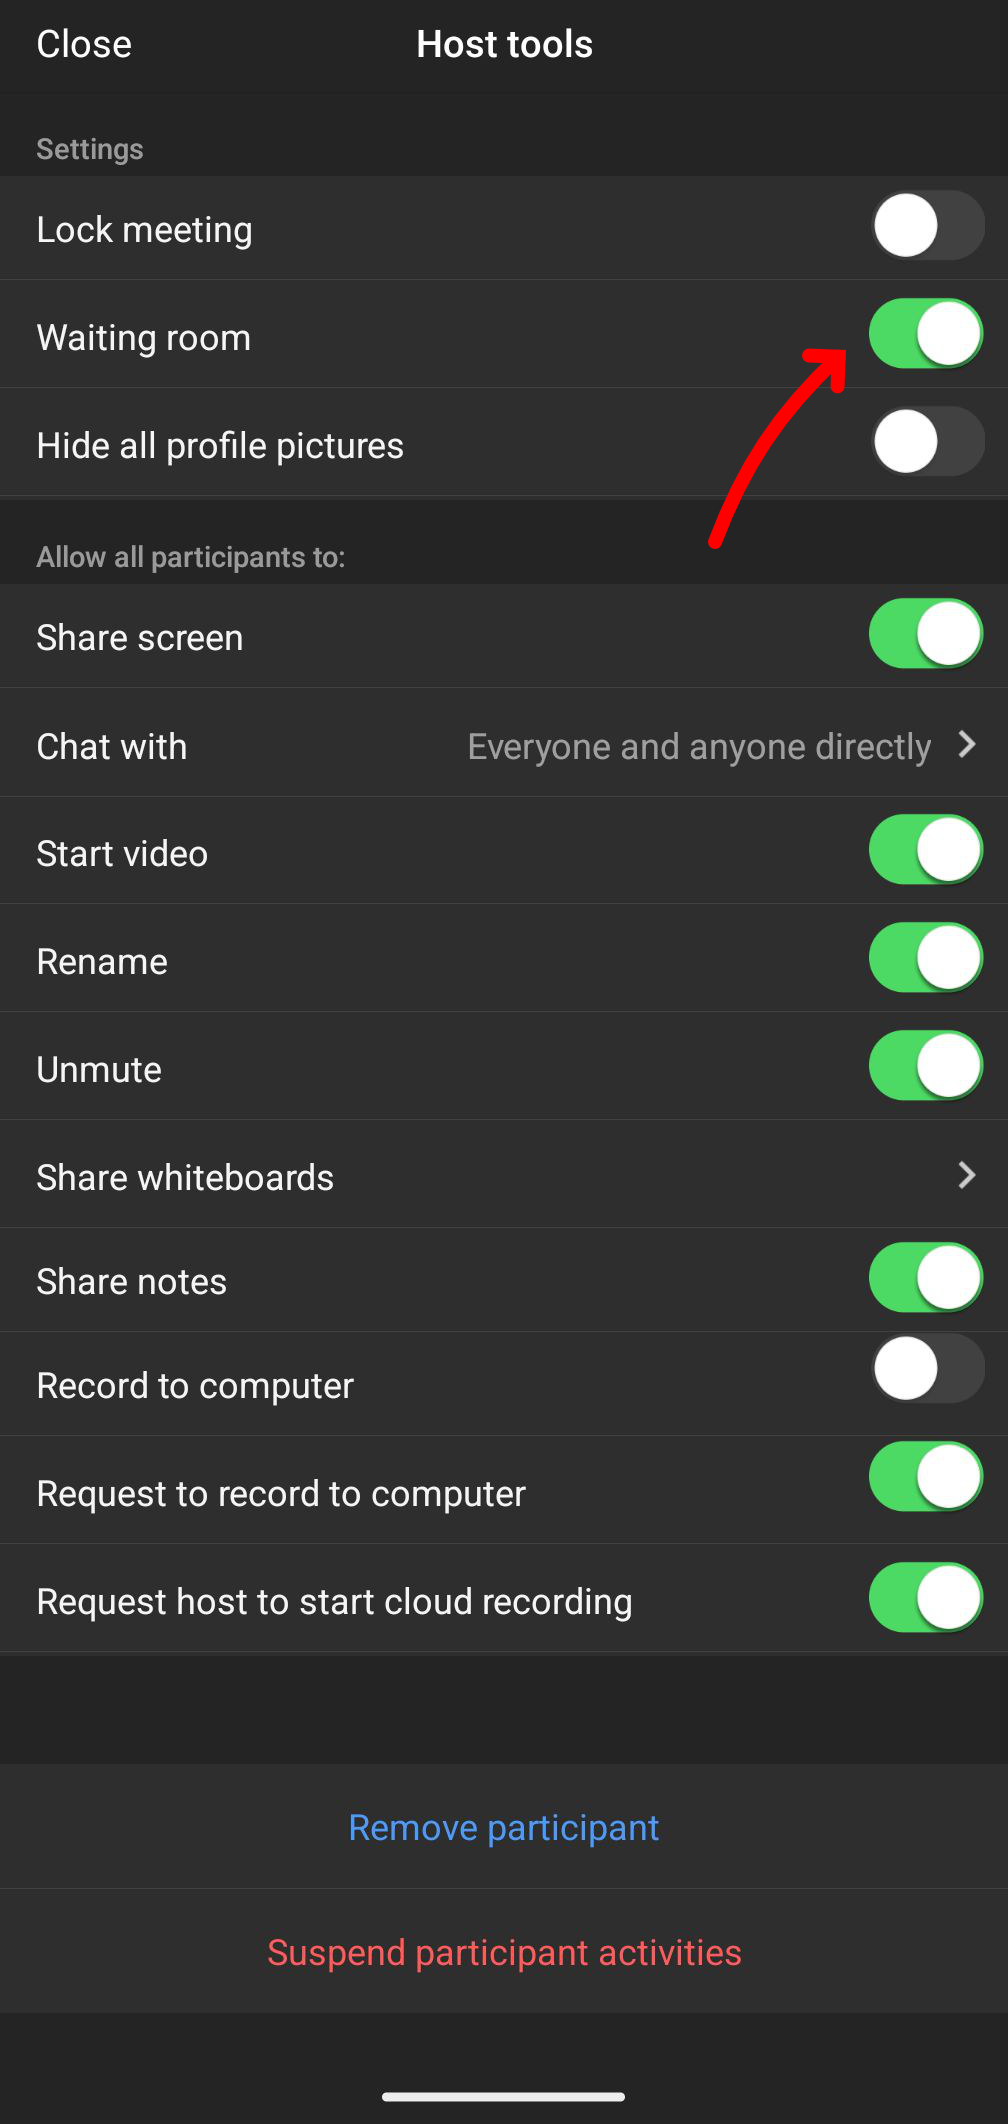 Close Host tools
Settings
Lock meeting
Waiting room
Hide all profile pictures
Allow all participants to:
Share screen
Chat with Everyone and anyone directly
Start video
Rename
Unmute
Share whiteboards
Share notes
Record to computer
Request to record to computer
Request host to start cloud recording
Remove participant
Suspend participant activities